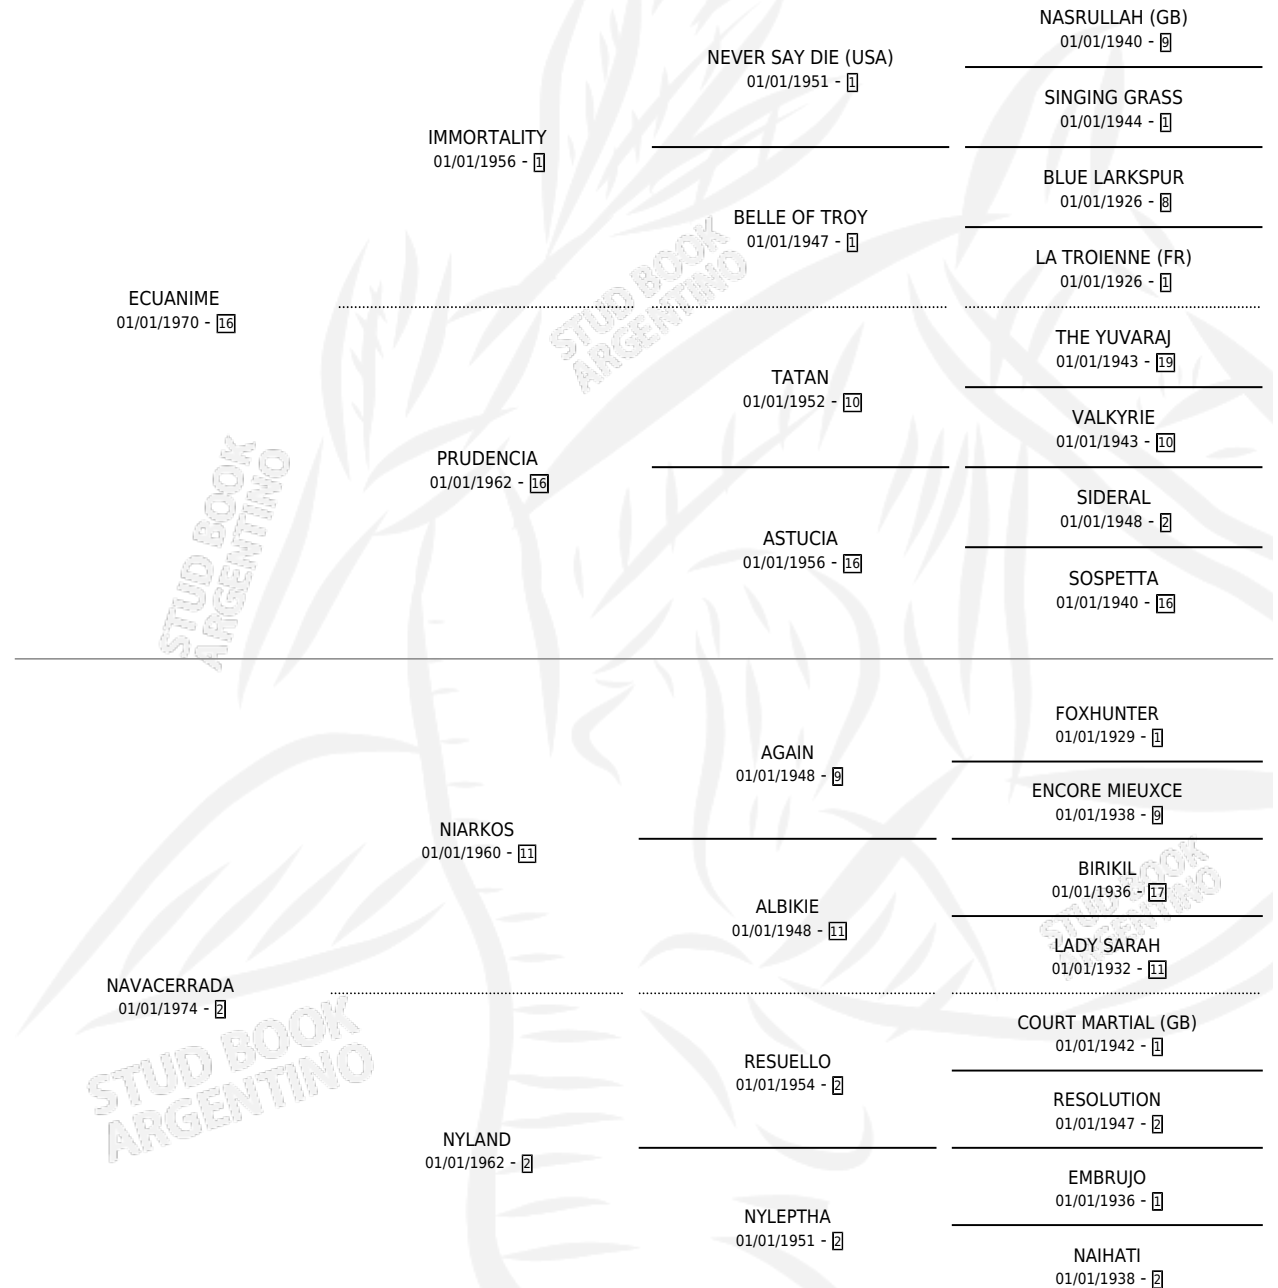 NASRULLAH (GB)
01/01/1940 - 9
NEVER SAY DIE (USA)
01/01/1951 - 1
SINGING GRASS
01/01/1944 - 1
IMMORTALITY
01/01/1956 - 1
BLUE LARKSPUR
01/01/1926 - 8
BELLE OF TROY
01/01/1947 - 1
LA TROIENNE (FR)
01/01/1926 - 1
ECUANIME
01/01/1970 - 16
THE YUVARAJ
01/01/1943 - 19
TATAN
01/01/1952 - 10
VALKYRIE
01/01/1943 - 10
PRUDENCIA
01/01/1962 - 16
SIDERAL
01/01/1948 - 2
ASTUCIA
01/01/1956 - 16
SOSPETTA
01/01/1940 - 16
FOXHUNTER
01/01/1929 - 1
AGAIN
01/01/1948 - 9
ENCORE MIEUXCE
01/01/1938 - 9
NIARKOS
01/01/1960 - 11
BIRIKIL
01/01/1936 - 17
ALBIKIE
01/01/1948 - 11
LADY SARAH
01/01/1932 - 11
NAVACERRADA
01/01/1974 - 2
COURT MARTIAL (GB)
01/01/1942 - 1
RESUELLO
01/01/1954 - 2
RESOLUTION
01/01/1947 - 2
NYLAND
01/01/1962 - 2
EMBRUJO
01/01/1936 - 1
NYLEPTHA
01/01/1951 - 2
NAIHATI
01/01/1938 - 2
STUD BOOK
ARGENTINO
STUD BOOK
ARGENTINO
STUD BOOK
ARGENTINO
STUD BOOK
ARGENTINO